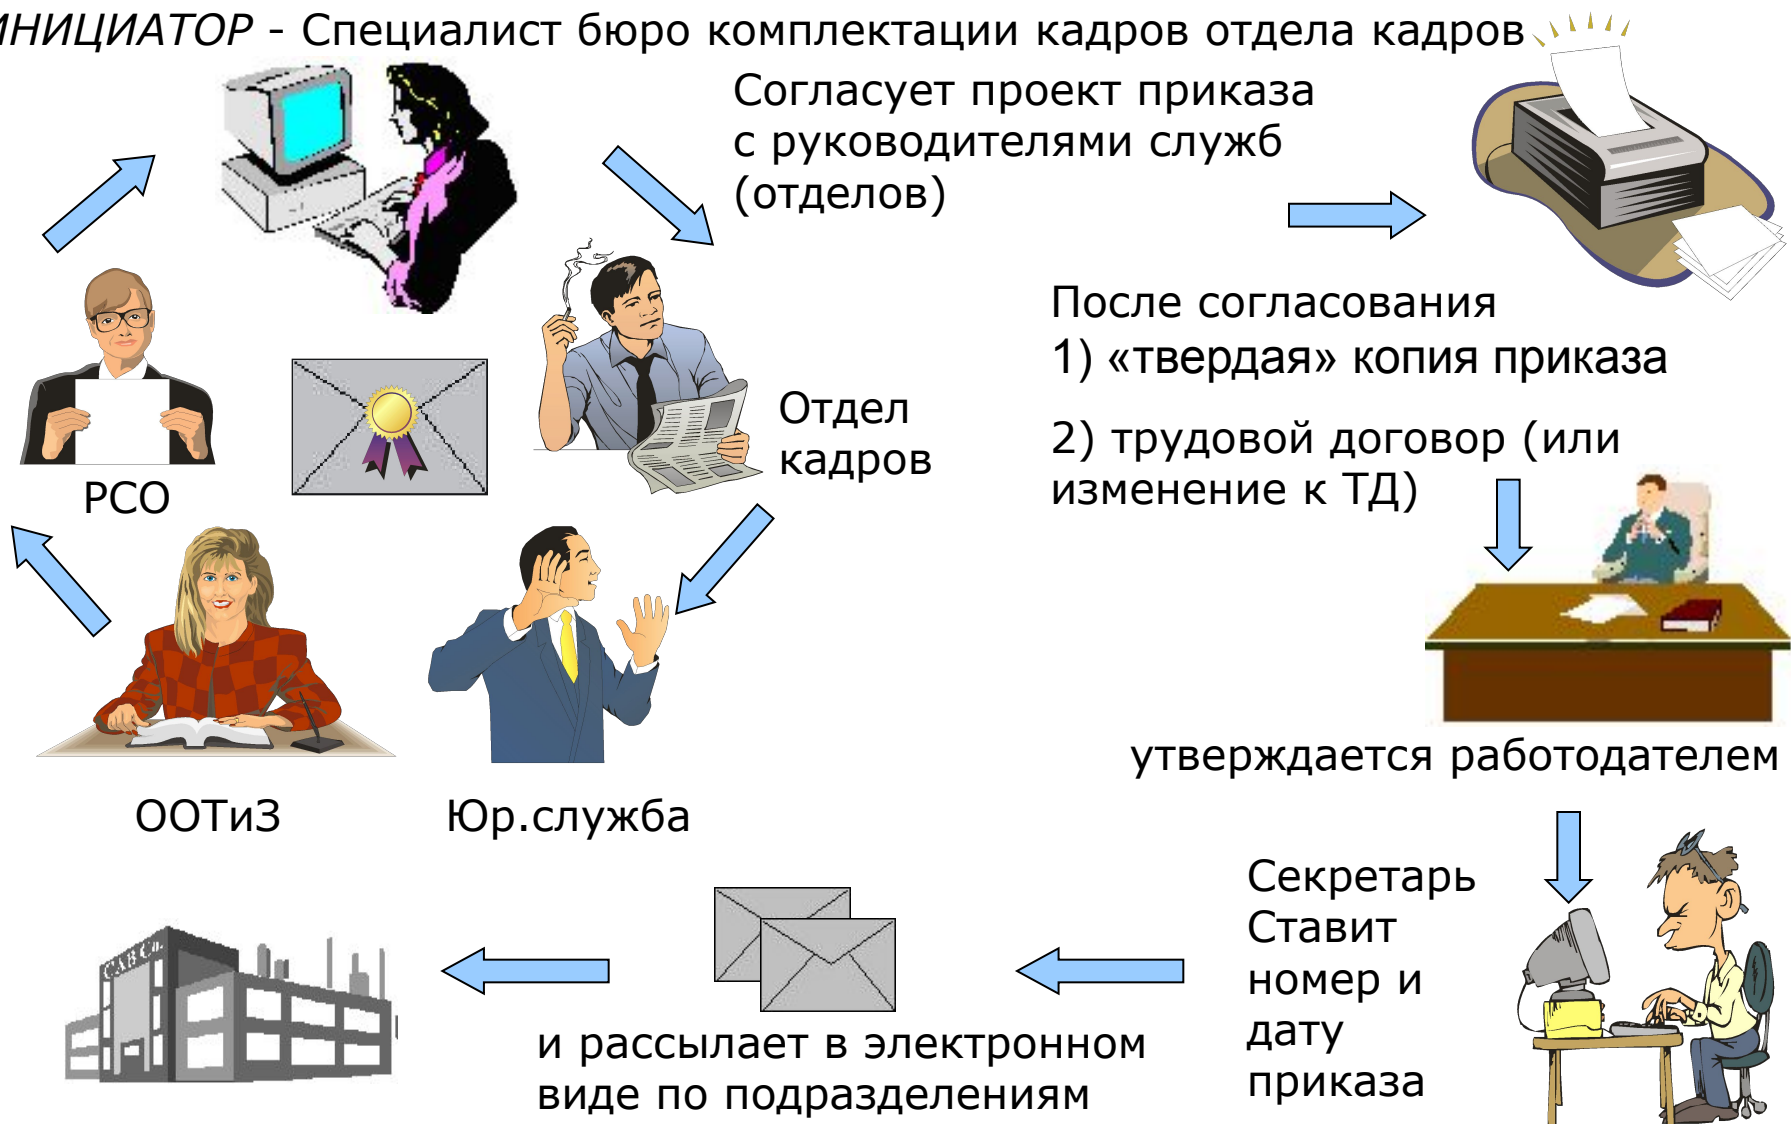 ИНИЦИАТОР - Специалист бюро комплектации кадров отдела кадров
Согласует проект приказа
с руководителями служб
(отделов)
После согласования
1) «твердая» копия приказа
2) трудовой договор (или
изменение к ТД)
Отдел
кадров
РСО
ООТиЗ
Юр.служба
утверждается работодателем
Секретарь
Ставит
номер и
дату
приказа
и рассылает в электронном
виде по подразделениям